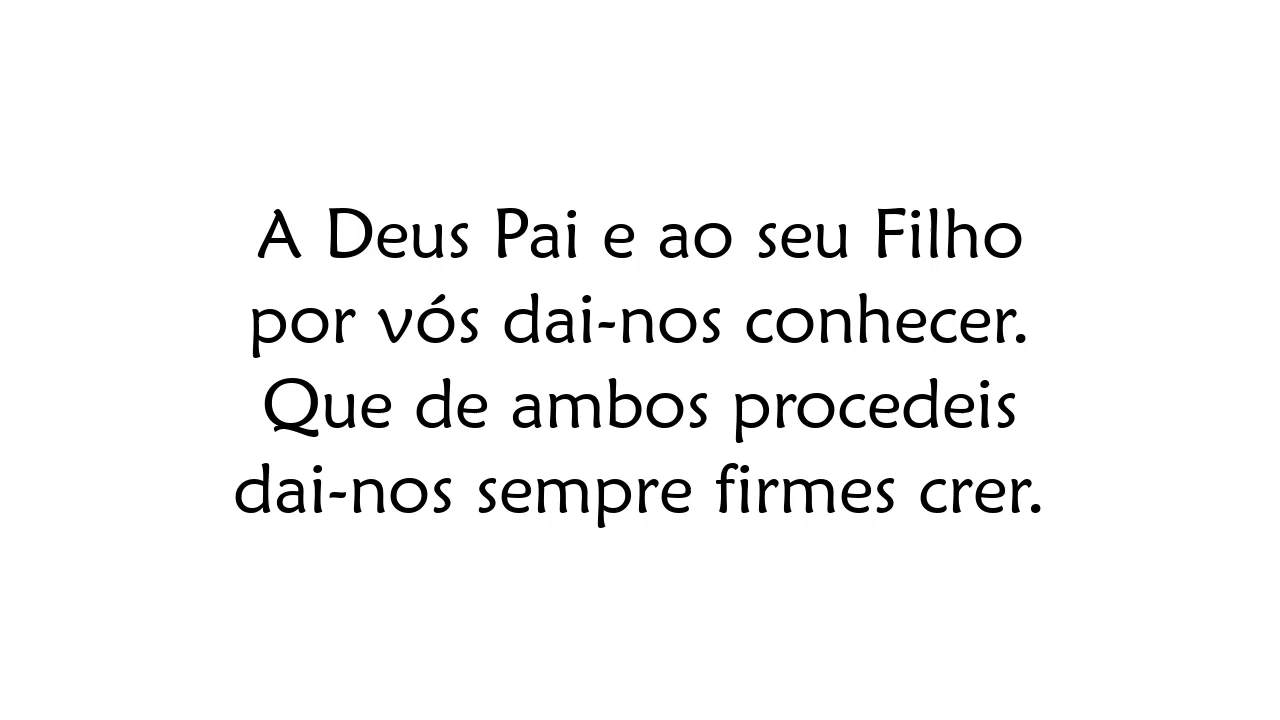 A Deus Pai e ao seu Filho
por vós dai-nos conhecer.
Que de ambos procedeis
dai-nos sempre firmes crer.